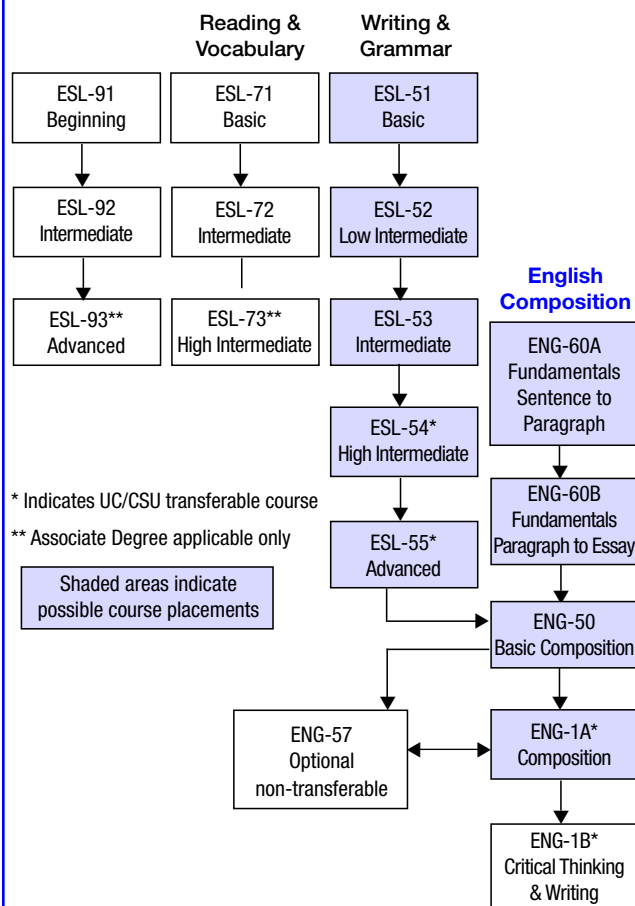 Reading &
Vocabulary
Writing &
Grammar
ESL-91
Beginning
ESL-71
Basic
ESL-51
Basic
ESL-92
Intermediate
ESL-72
Intermediate
ESL-52
Low Intermediate
English
Composition
ESL-93**
Advanced
ESL-73**
High Intermediate
ESL-53
Intermediate
ENG-60A
Fundamentals
Sentence to
Paragraph
ESL-54*
High Intermediate
* Indicates UC/CSU transferable course
** Associate Degree applicable only
ENG-60B
Fundamentals
Paragraph to Essay
ESL-55*
Advanced
Shaded areas indicate
possible course placements
ENG-50
Basic Composition
ENG-57
Optional
non-transferable
ENG-1A*
Composition
ENG-1B*
Critical Thinking
& Writing